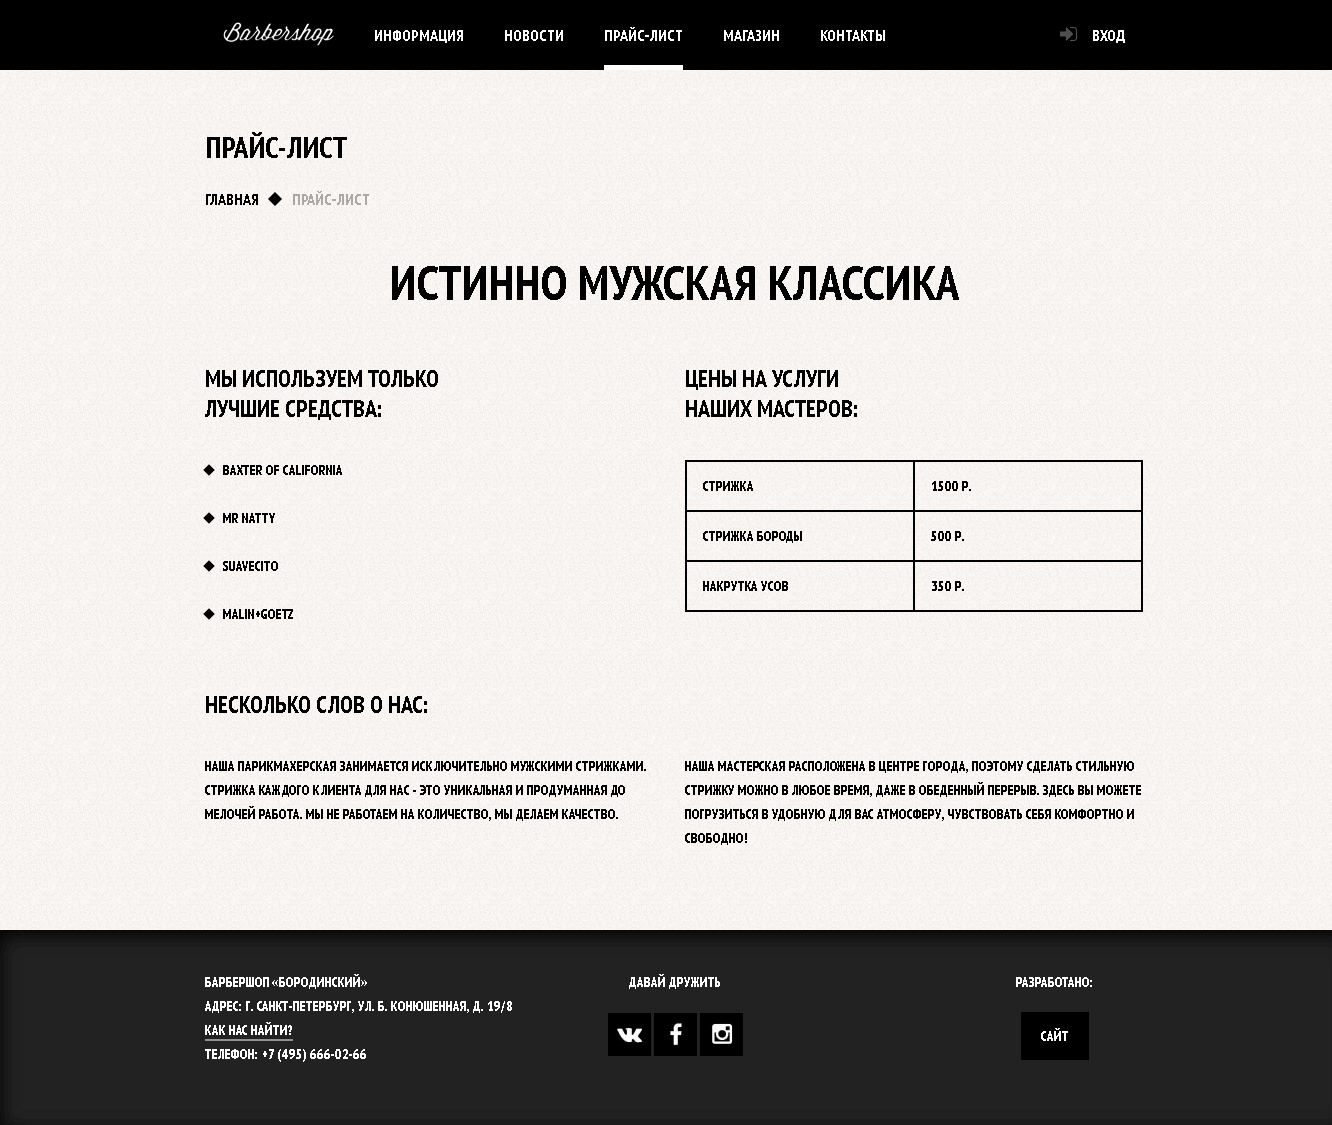 Barbershop ИНФОРМАЦИЯ НОВОСТИ ПРАЙС-ЛИСТ МАГАЗИН КОНТАКТЫ ВХОД
ПРАЙС-ЛИСТ
ГЛАВНАЯ ПРАЙС-ЛИСТ
ИСТИННО МУЖСКАЯ КЛАССИКА
МЫ ИСПОЛЬЗУЕМ ТОЛЬКО
ЛУЧШИЕ СРЕДСТВА:
BAXTER OF CALIFORNIA
MR NATTY
SUAVECITO
MALIN+GOETZ
ЦЕНЫ НА УСЛУГИ
НАШИХ МАСТЕРОВ:
СТРИЖКА 1500 Р.
СТРИЖКА БОРОДЫ 500 Р.
НАКРУТКА УСОВ 350 Р.
НЕСКОЛЬКО СЛОВ О НАС:
НАША ПАРИКМАХЕРСКАЯ ЗАНИМАЕТСЯ ИСКЛЮЧИТЕЛЬНО МУЖСКИМИ СТРИЖКАМИ.
СТРИЖКА КАЖДОГО КЛИЕНТА ДЛЯ НАС - ЭТО УНИКАЛЬНАЯ И ПРОДУМАННАЯ ДО
МЕЛОЧЕЙ РАБОТА. МЫ НЕ РАБОТАЕМ НА КОЛИЧЕСТВО, МЫ ДЕЛАЕМ КАЧЕСТВО.
НАША МАСТЕРСКАЯ РАСПОЛОЖЕНА В ЦЕНТРЕ ГОРОДА, ПОЭТОМУ СДЕЛАТЬ СТИЛЬНУЮ
СТРИЖКУ МОЖНО В ЛЮБОЕ ВРЕМЯ, ДАЖЕ В ОБЕДЕННЫЙ ПЕРЕРЫВ. ЗДЕСЬ ВЫ МОЖЕТЕ
ПОГРУЗИТЬСЯ В УДОБНУЮ ДЛЯ ВАС АТМОСФЕРУ, ЧУВСТВОВАТЬ СЕБЯ КОМФОРТНО И
СВОБОДНО!
БАРБЕРШОП «БОРОДИНСКИЙ»
АДРЕС: Г. САНКТ-ПЕТЕРБУРГ, УЛ. Б. КОНЮШЕННАЯ, Д. 19/8
КАК НАС НАЙТИ?
ТЕЛЕФОН: +7 (495) 666-02-66
ДАВАЙ ДРУЖИТЬ
РАЗРАБОТАНО:
САЙТ